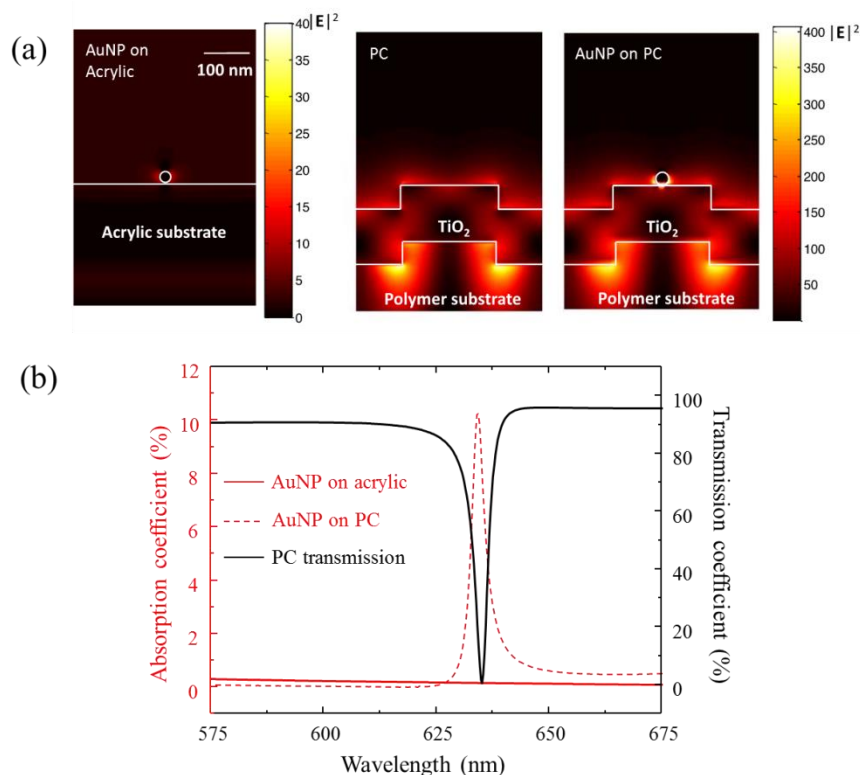 (a)
AuNP on
Acrylic
100 nm
Acrylic substrate
|E|²
40
35
30
25
20
15
10
5
0
PC
TiO₂
Polymer substrate
AuNP on PC
TiO₂
Polymer substrate
|E|²
400
350
300
250
200
150
100
50
(b)
Absorption coefficient (%)
12
10
8
6
4
2
0
AuNP on acrylic
AuNP on PC
PC transmission
100
80
60
40
20
0
Transmission
coefficient (%)
575
600
625
650
675
Wavelength (nm)